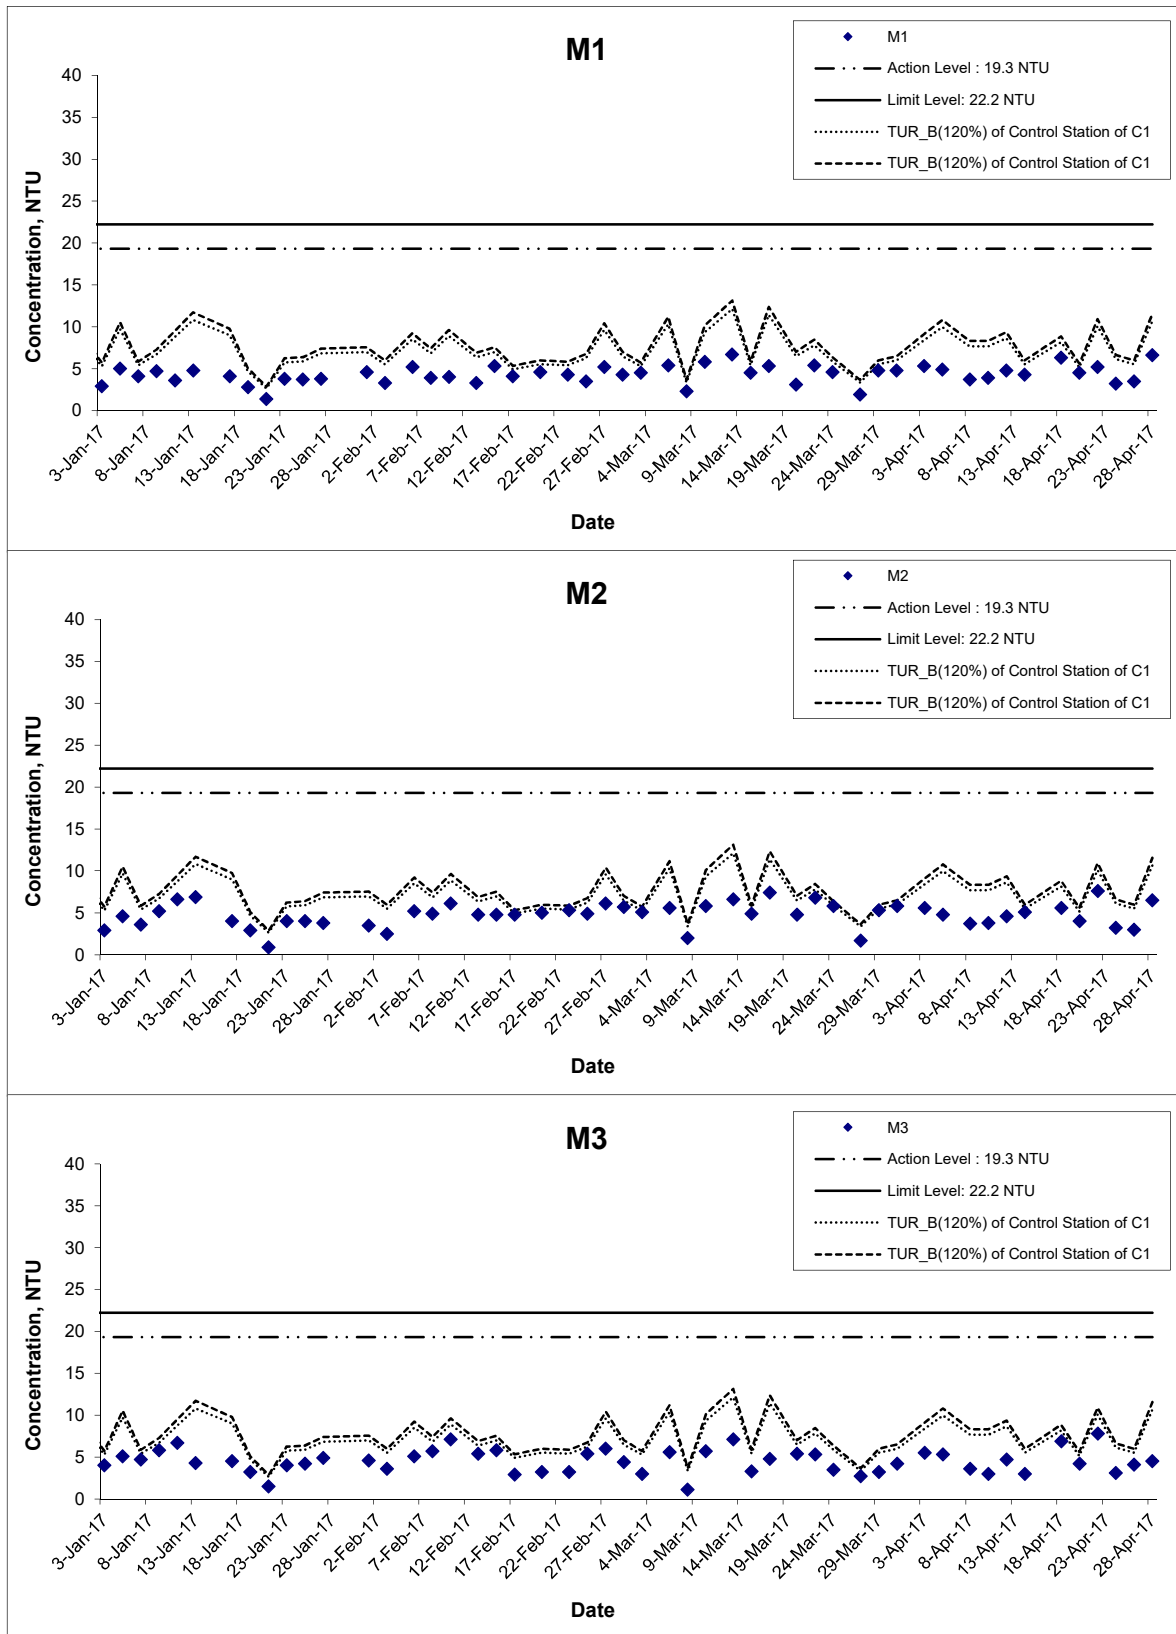 M1
M1
Action Level : 19.3 NTU
Limit Level: 22.2 NTU
TUR_B(120%) of Control Station of C1
TUR_B(120%) of Control Station of C1
Concentration, NTU
40
35
30
25
20
15
10
5
0
3-Jan-17
8-Jan-17
13-Jan-17
18-Jan-17
23-Jan-17
28-Jan-17
2-Feb-17
7-Feb-17
12-Feb-17
17-Feb-17
22-Feb-17
27-Feb-17
4-Mar-17
9-Mar-17
14-Mar-17
19-Mar-17
24-Mar-17
29-Mar-17
3-Apr-17
8-Apr-17
13-Apr-17
18-Apr-17
23-Apr-17
28-Apr-17
Date
M2
M2
Action Level : 19.3 NTU
Limit Level: 22.2 NTU
TUR_B(120%) of Control Station of C1
TUR_B(120%) of Control Station of C1
Concentration, NTU
40
35
30
25
20
15
10
5
0
3-Jan-17
8-Jan-17
13-Jan-17
18-Jan-17
23-Jan-17
28-Jan-17
2-Feb-17
7-Feb-17
12-Feb-17
17-Feb-17
22-Feb-17
27-Feb-17
4-Mar-17
9-Mar-17
14-Mar-17
19-Mar-17
24-Mar-17
29-Mar-17
3-Apr-17
8-Apr-17
13-Apr-17
18-Apr-17
23-Apr-17
28-Apr-17
Date
M3
M3
Action Level : 19.3 NTU
Limit Level: 22.2 NTU
TUR_B(120%) of Control Station of C1
TUR_B(120%) of Control Station of C1
Concentration, NTU
40
35
30
25
20
15
10
5
0
3-Jan-17
8-Jan-17
13-Jan-17
18-Jan-17
23-Jan-17
28-Jan-17
2-Feb-17
7-Feb-17
12-Feb-17
17-Feb-17
22-Feb-17
27-Feb-17
4-Mar-17
9-Mar-17
14-Mar-17
19-Mar-17
24-Mar-17
29-Mar-17
3-Apr-17
8-Apr-17
13-Apr-17
18-Apr-17
23-Apr-17
28-Apr-17
Date